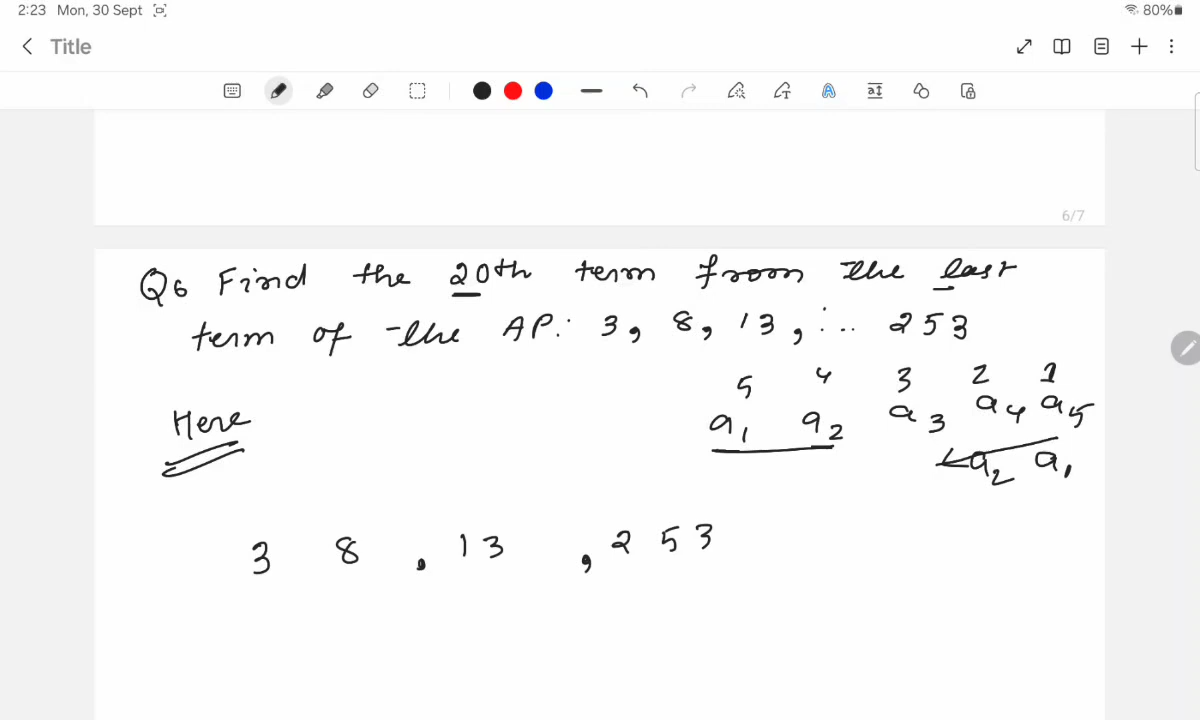 2:23 Mon, 30 Sept
80%
Title
6/7
Q6 Find the 20th term from the last
term of the AP: 3, 8, 13, ... 253
5 4 3 2 1
Here
a1 a2 a3 a4 a5
a2 a1
3 8 , 13 , 253